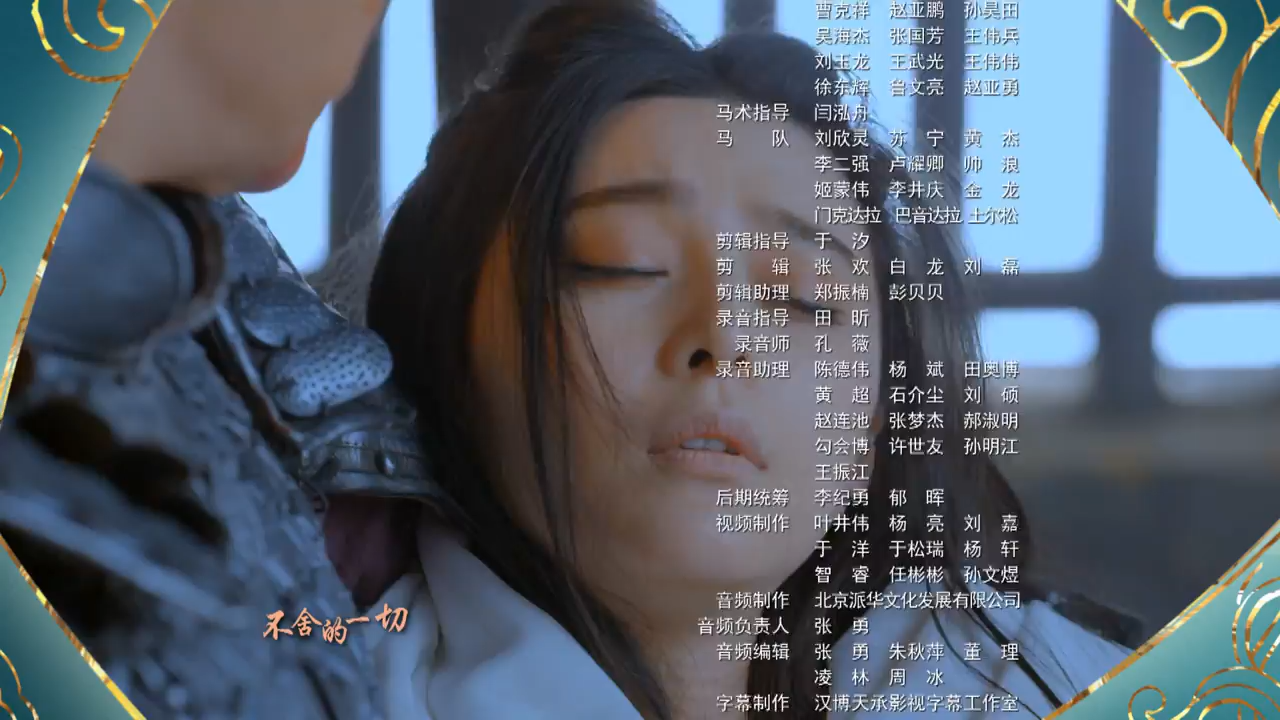 曹克祥 赵亚鹏 孙昊田
吴海杰 张国芳 王伟兵
刘玉龙 王武光 王伟伟
徐东辉 鲁文亮 赵亚勇
马术指导 闫泓舟
马 队 刘欣灵 苏 宁 黄 杰
李二强 卢耀卿 帅 浪
姬蒙伟 李井庆 金 龙
门克达拉 巴音达拉 土尔松
剪辑指导 于 汐
剪 辑 张 欢 白 龙 刘 磊
剪辑助理 郑振楠 彭贝贝
录音指导 田 昕
录音师 孔 薇
录音助理 陈德伟 杨 斌 田奥博
黄 超 石介尘 刘 硕
赵连池 张梦杰 郝淑明
勾会博 许世友 孙明江
王振江
后期统筹 李纪勇 郁 晖
视频制作 叶井伟 杨 亮 刘 嘉
于 洋 于松瑞 杨 轩
智 睿 任彬彬 孙文煜
音频制作 北京派华文化发展有限公司
音频负责人 张 勇
音频编辑 张 勇 朱秋萍 董 理
凌 林 周 冰
字幕制作 汉博天承影视字幕工作室
不舍的一切